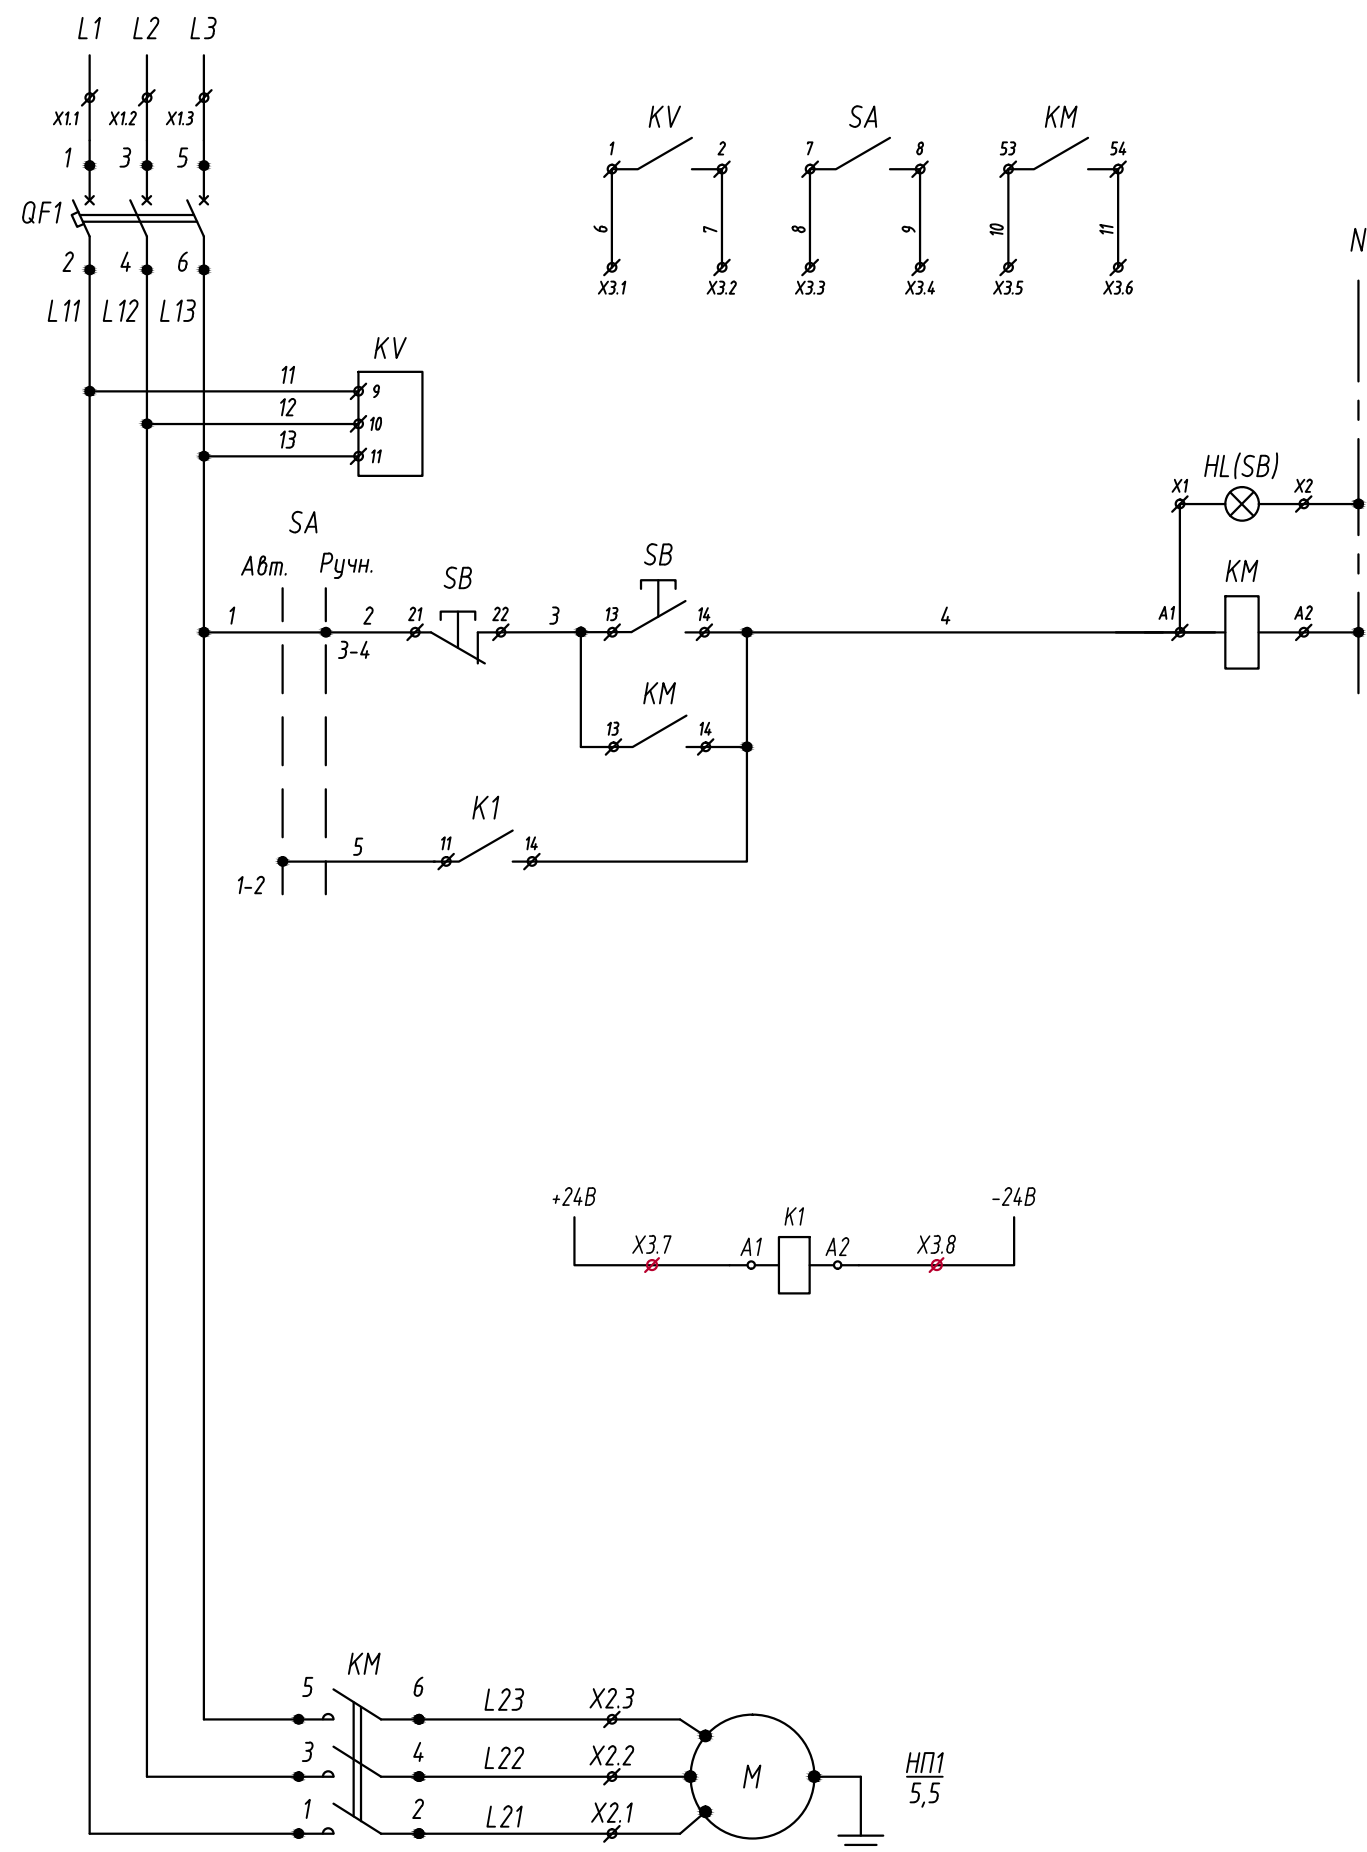 L1 L2 L3
X1.1 X1.2 X1.3
1 3 5
QF1
2 4 6
L11 L12 L13
KV SA KM
1 2 7 8 53 54
6 7 8 9 10 11
X3.1 X3.2 X3.3 X3.4 X3.5 X3.6
N
KV
11 9
12 10
13 11
HL(SB)
X1 X2
SA
Авт. Ручн.
SB SB
KM
1 2 21 22 3 13 14 4 A1 A2
3-4
KM
13 14
K1
5 11 14
1-2
+24В -24В
K1
X3.7 A1 A2 X3.8
KM
5 6 L23 X2.3
3 4 L22 X2.2
M
НП1
5,5
1 2 L21 X2.1